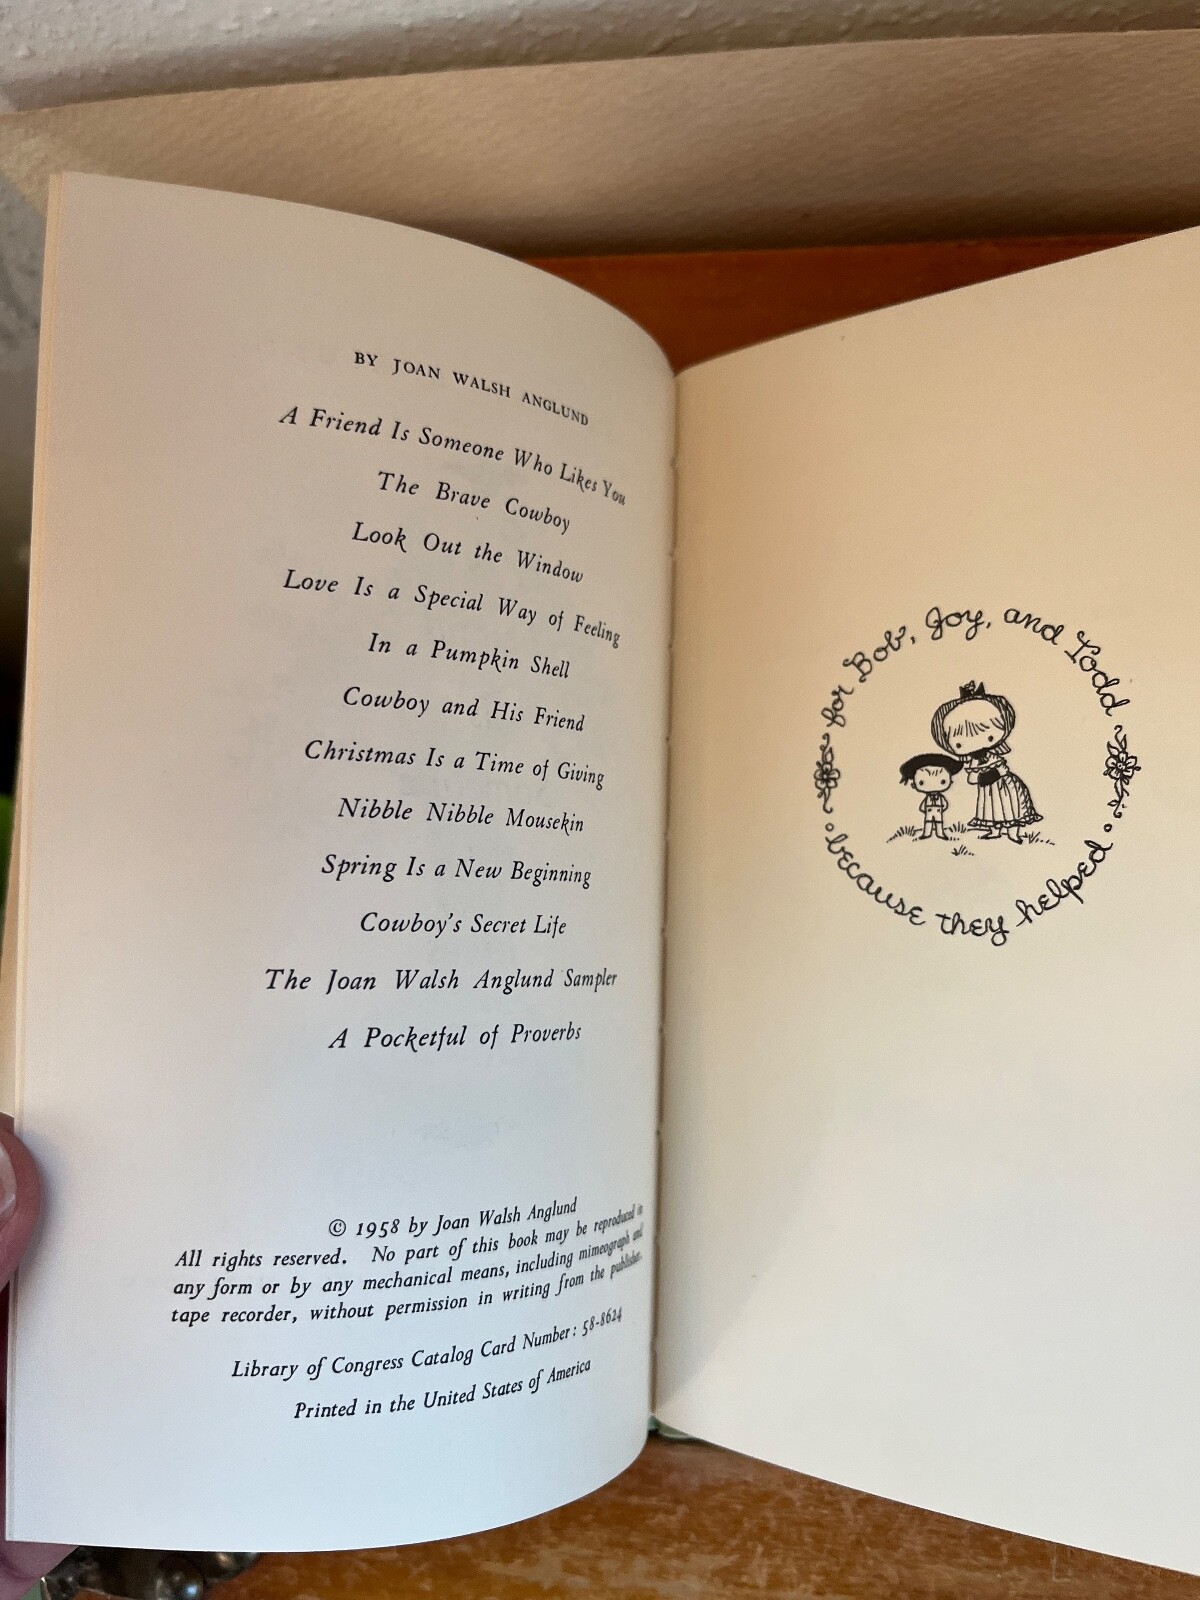 BY JOAN WALSH ANGLUND
A Friend Is Someone Who Likes You
The Brave Cowboy
Look Out the Window
Love Is a Special Way of Feeling
In a Pumpkin Shell
Cowboy and His Friend
Christmas Is a Time of Giving
Nibble Nibble Mousekin
Spring Is a New Beginning
Cowboy's Secret Life
The Joan Walsh Anglund Sampler
A Pocketful of Proverbs
© 1958 by Joan Walsh Anglund
All rights reserved. No part of this book may be reproduced in
any form or by any mechanical means, including mimeograph and
tape recorder, without permission in writing from the publisher.
Library of Congress Catalog Card Number: 58-8624
Printed in the United States of America
for Bob, Joy, and Todd
because they helped